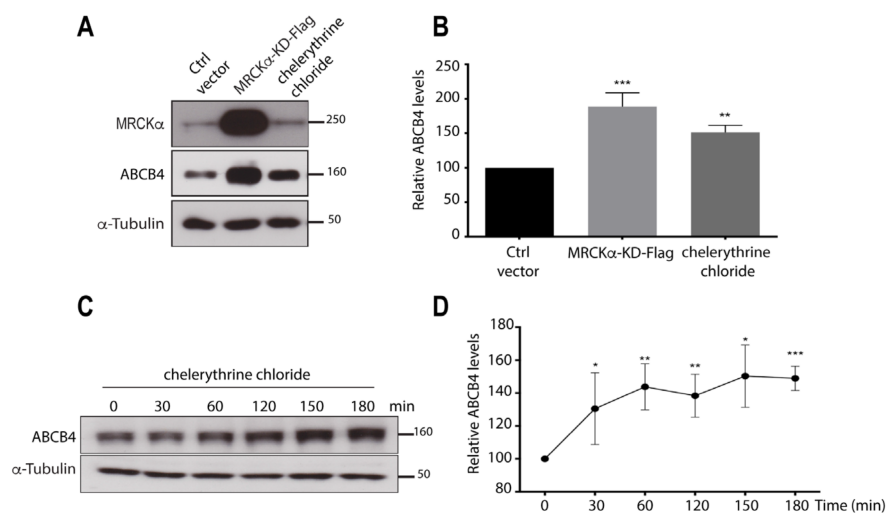 A
Ctrl
vector
MRCKα-KD-Flag
chelerythrine
chloride
MRCKα
250
ABCB4
160
α-Tubulin
50
B
Relative ABCB4 levels
250
200
150
100
50
0
***
**
Ctrl
vector
MRCKα-KD-Flag
chelerythrine
chloride
C
chelerythrine chloride
0 30 60 120 150 180 min
ABCB4
160
α-Tubulin
50
D
Relative ABCB4 levels
180
160
140
120
100
80
*
**
**
*
***
0 30 60 120 150 180 Time (min)